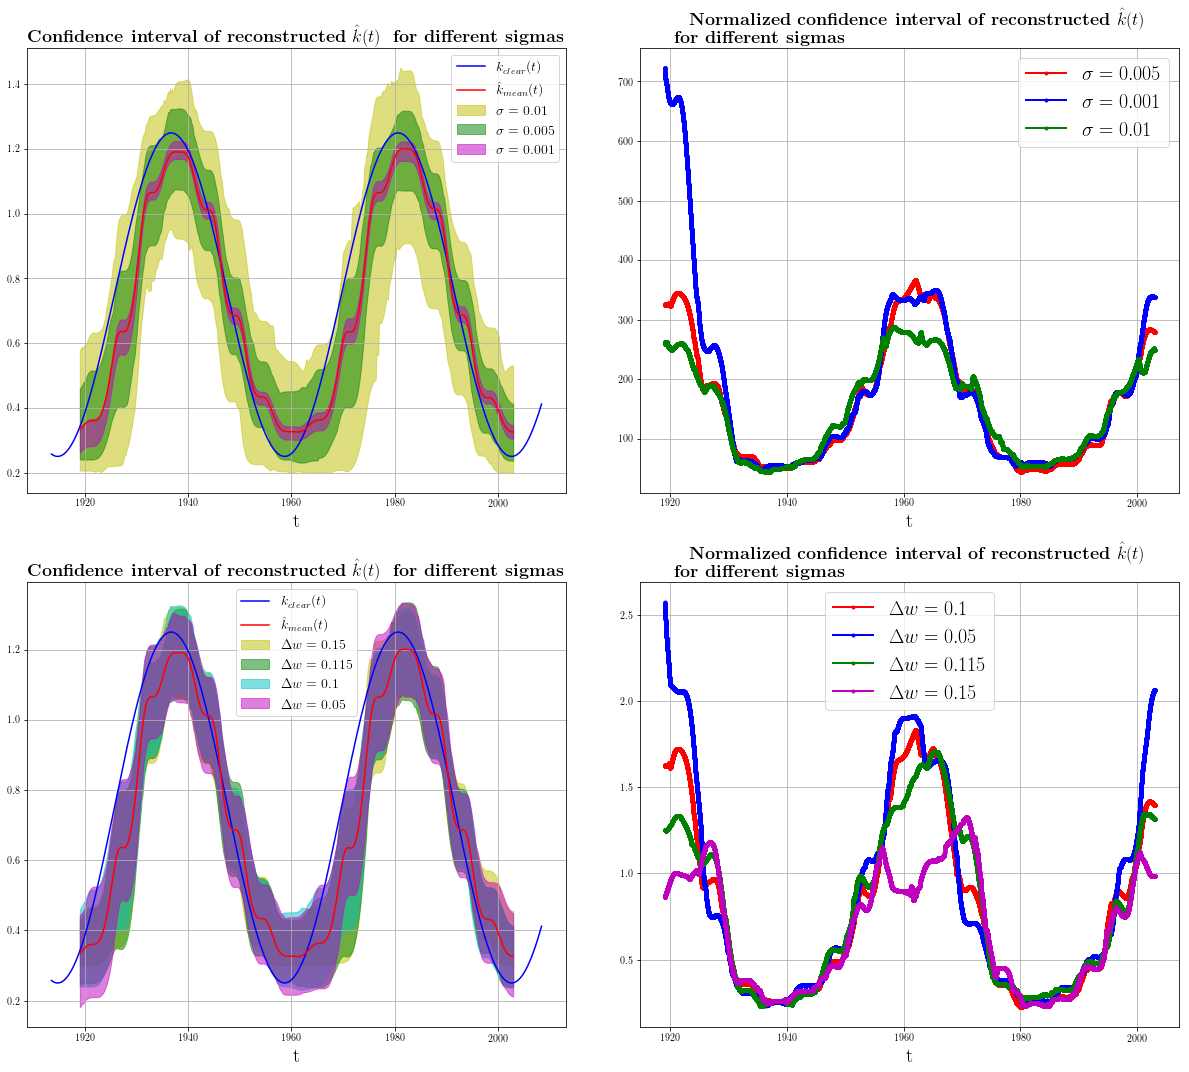 Confidence interval of reconstructed k̂(t) for different sigmas
1.4
1.2
1.0
0.8
0.6
0.4
0.2
1920 1940 1960 1980 2000
t
k_clear(t)
k̂_mean(t)
σ = 0.01
σ = 0.005
σ = 0.001
Normalized confidence interval of reconstructed k̂(t)
for different sigmas
700
600
500
400
300
200
100
1920 1940 1960 1980 2000
t
σ = 0.005
σ = 0.001
σ = 0.01
Confidence interval of reconstructed k̂(t) for different sigmas
1.2
1.0
0.8
0.6
0.4
0.2
1920 1940 1960 1980 2000
t
k_clear(t)
k̂_mean(t)
Δw = 0.15
Δw = 0.115
Δw = 0.1
Δw = 0.05
Normalized confidence interval of reconstructed k̂(t)
for different sigmas
2.5
2.0
1.5
1.0
0.5
1920 1940 1960 1980 2000
t
Δw = 0.1
Δw = 0.05
Δw = 0.115
Δw = 0.15